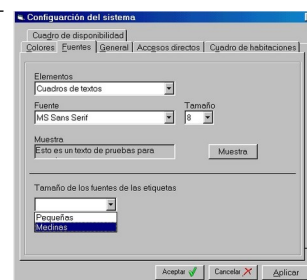 Configuarción del sistema
Cuadro de disponibilidad
Colores Fuentes General Accesos directos Cuadro de habitaciones
Elementos
Cuadros de textos
Fuente Tamaño
MS Sans Serif 8
Muestra
Esto es un texto de pruebas para Muestra
Tamaño de los fuentes de las etiquetas
Pequeñas
Medinas
Aceptar Cancelar Aplicar